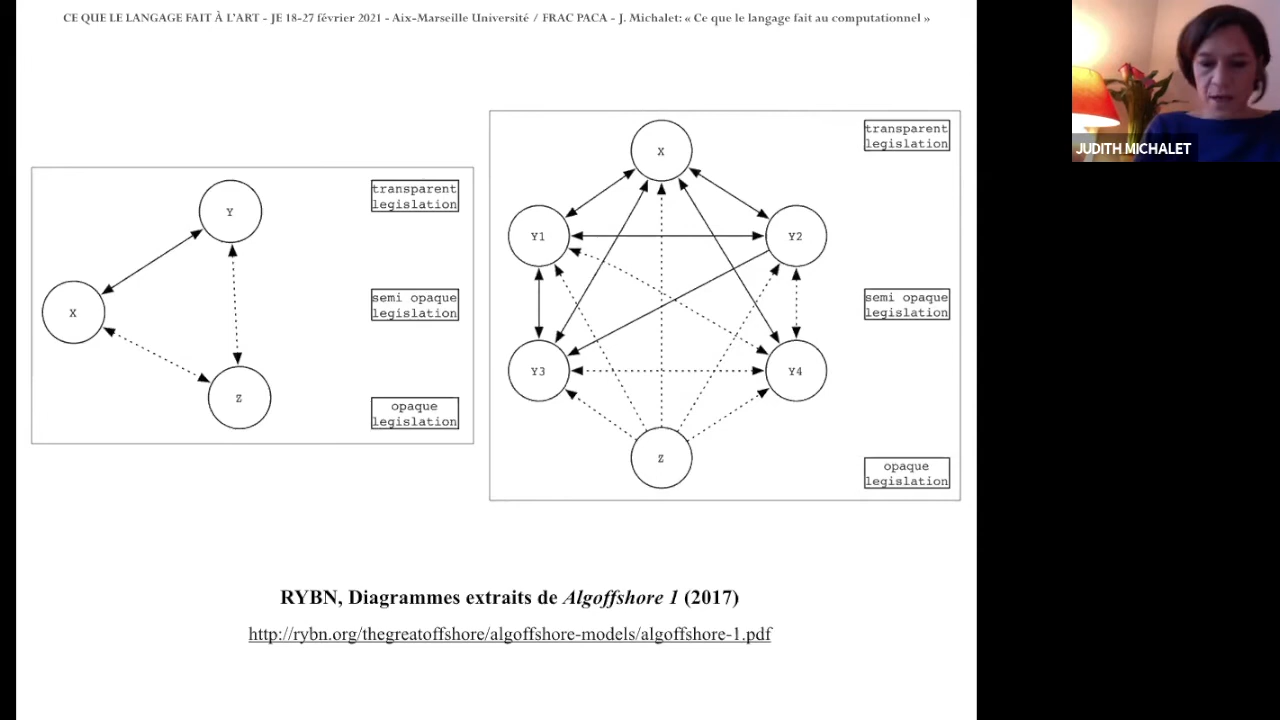 CE QUE LE LANGAGE FAIT À L'ART - JE 18-27 février 2021 - Aix-Marseille Université / FRAC PACA - J. Michalet: « Ce que le langage fait au computationnel »
JUDITH MICHALET
Y
X
Z
transparent
legislation
semi opaque
legislation
opaque
legislation
X
Y1
Y2
Y3
Y4
Z
transparent
legislation
semi opaque
legislation
opaque
legislation
RYBN, Diagrammes extraits de Algoffshore 1 (2017)
http://rybn.org/thegreatoffshore/algoffshore-models/algoffshore-1.pdf